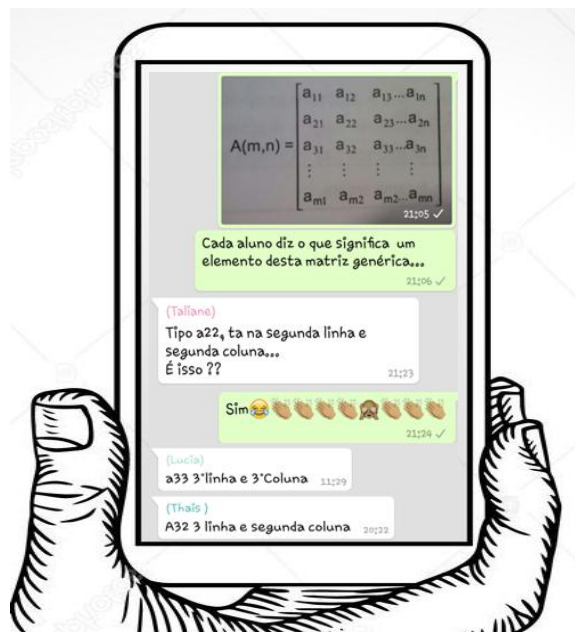 a11 a12 a13...a1n
a21 a22 a23...a2n
A(m,n) = a31 a32 a33...a3n
⋮ ⋮ ⋮ ⋮
am1 am2 am2...amn
21:05
Cada aluno diz o que significa um
elemento desta matriz genérica...
21:06
(Taliane)
Tipo a22, ta na segunda linha e
segunda coluna...
É isso ??
21:23
Sim😂👏👏👏👏🙈👏👏👏
21:24
(Lucia)
a33 3°linha e 3°Coluna 11:29
(Thais )
A32 3 linha e segunda coluna 20:22